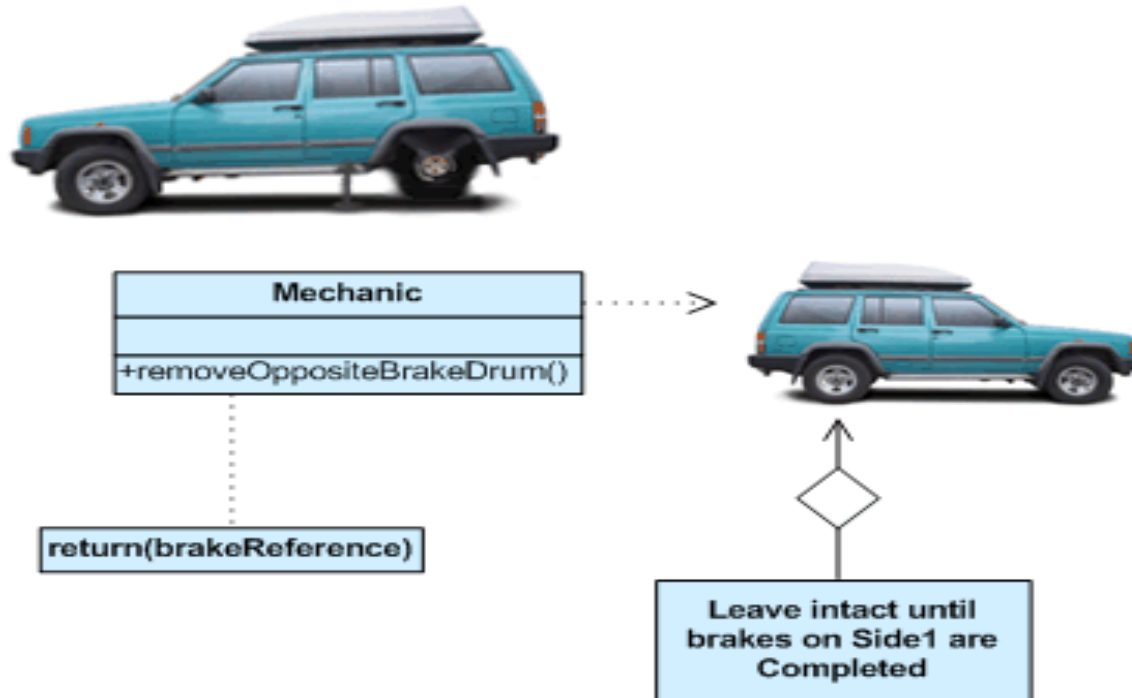 Mechanic
+removeOppositeBrakeDrum()
return(brakeReference)
Leave intact until
brakes on Side1 are
Completed